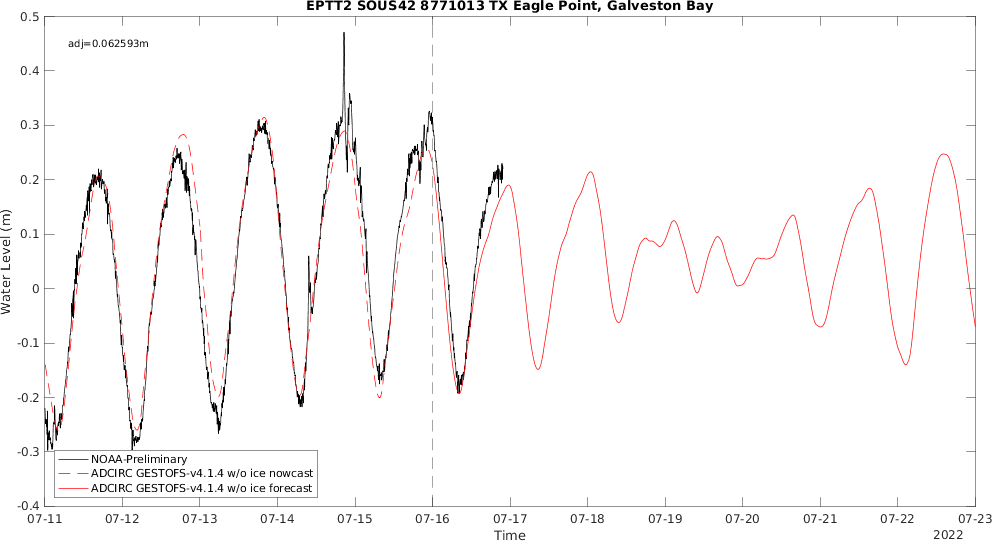 EPTT2 SOUS42 8771013 TX Eagle Point, Galveston Bay
adj=0.062593m
0.5
0.4
0.3
0.2
0.1
0
-0.1
-0.2
-0.3
-0.4
Water Level (m)
NOAA-Preliminary
ADCIRC GESTOFS-v4.1.4 w/o ice nowcast
ADCIRC GESTOFS-v4.1.4 w/o ice forecast
07-11 07-12 07-13 07-14 07-15 07-16 07-17 07-18 07-19 07-20 07-21 07-22 07-23
Time
2022